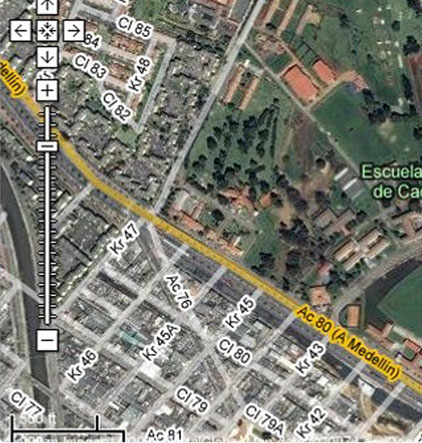 Cl 85
84
Cl 83
Kr 48
Cl 82
dellin)
Escuela
de Ca
Kr 47
Ac 76
Kr 45
Ac 80 (A Medellin)
Kr 45A
Cl 80
Kr 43
Kr 46
Cl 79
Cl 77
Cl 79A
Kr 42
Ac 81